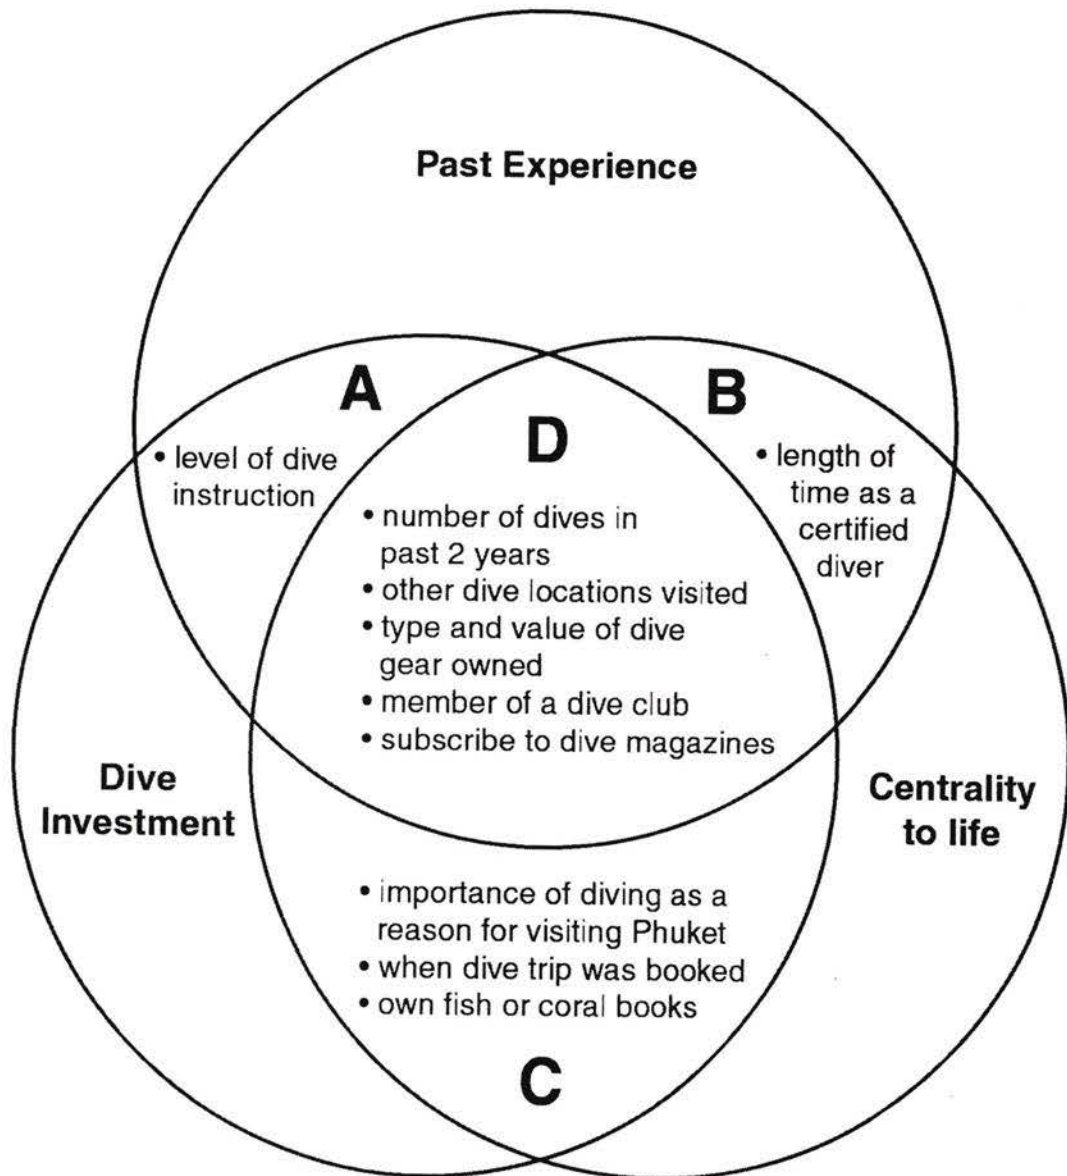 Past Experience
A
B
D
• level of dive
instruction
• length of
time as a
certified
diver
• number of dives in
past 2 years
• other dive locations visited
• type and value of dive
gear owned
• member of a dive club
• subscribe to dive magazines
Dive
Investment
Centrality
to life
• importance of diving as a
reason for visiting Phuket
• when dive trip was booked
• own fish or coral books
C